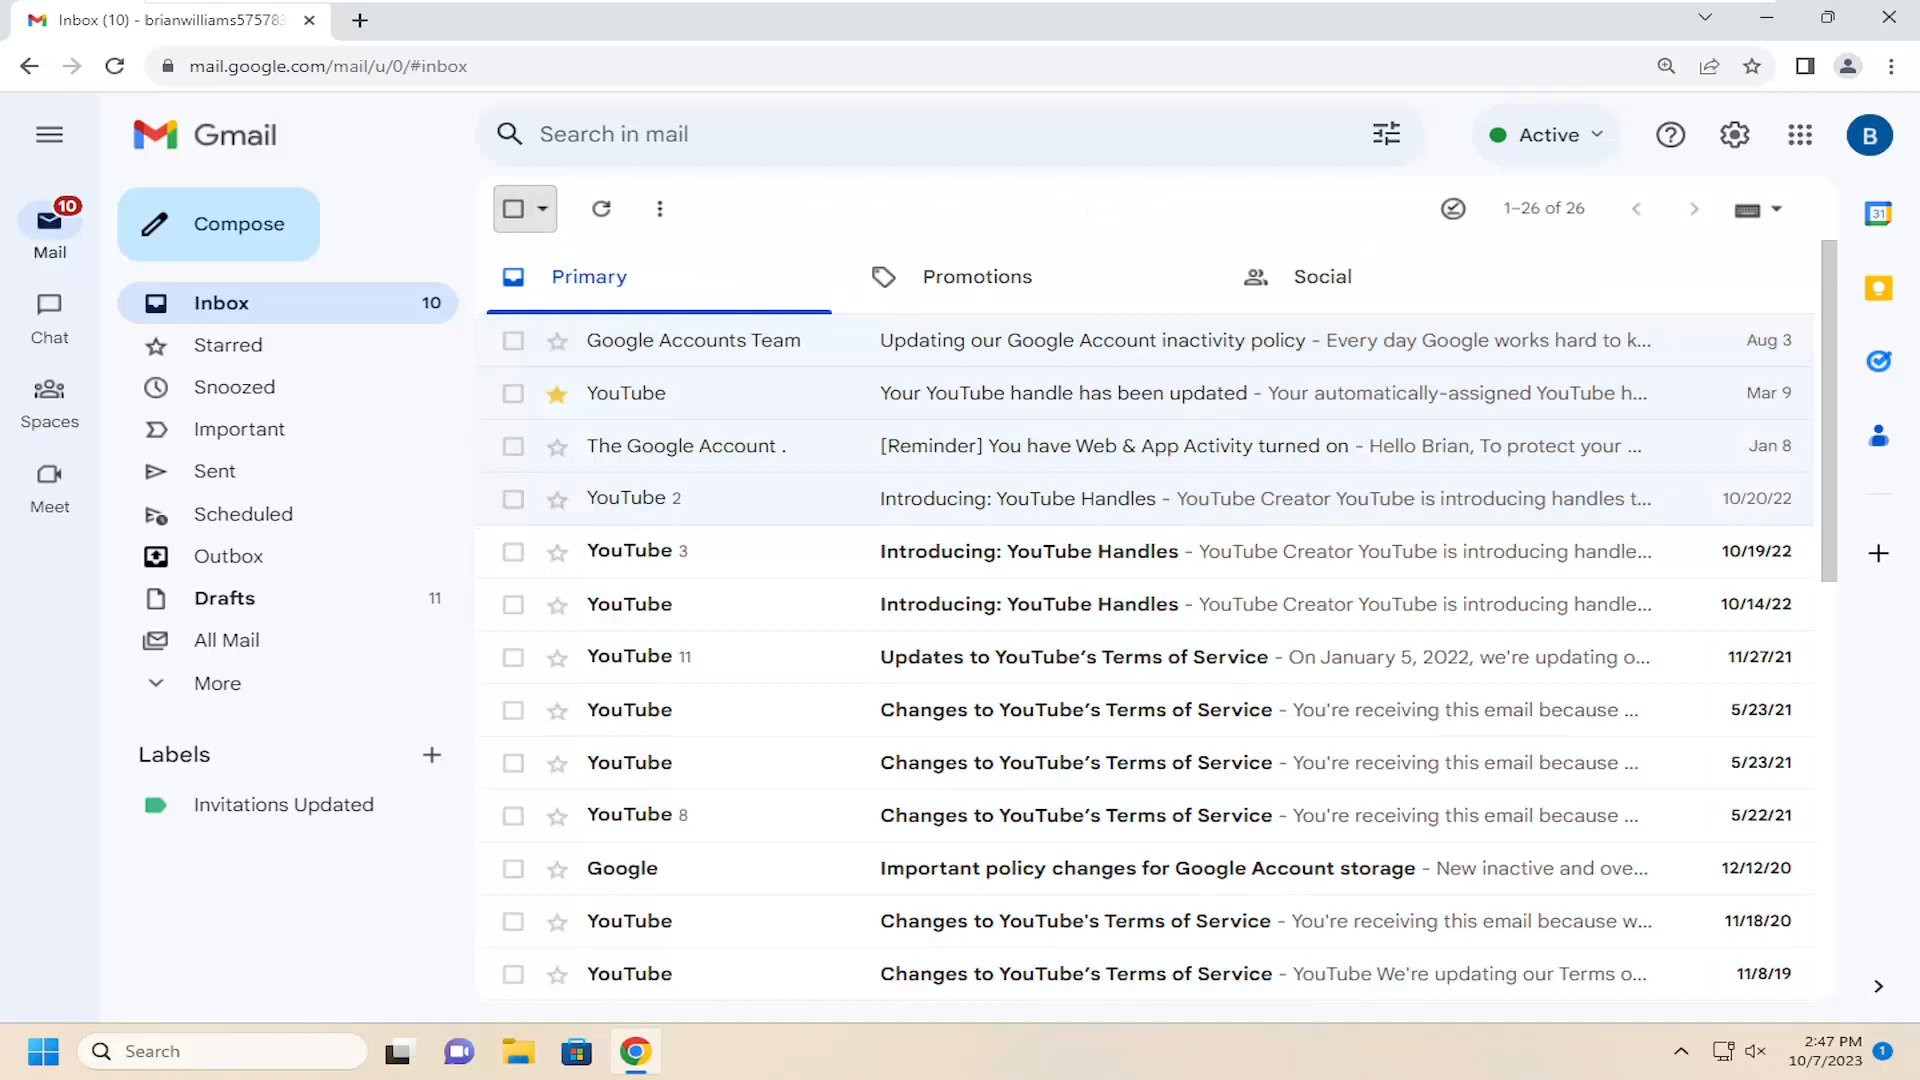 Inbox (10) - brianwilliams575783
mail.google.com/mail/u/0/#inbox
Gmail
Search in mail
Active
B
10
Mail
Chat
Spaces
Meet
Compose
Inbox 10
Starred
Snoozed
Important
Sent
Scheduled
Outbox
Drafts 11
All Mail
More
Labels
Invitations Updated
1–26 of 26
31
Primary Promotions Social
Google Accounts Team Updating our Google Account inactivity policy - Every day Google works hard to k... Aug 3
YouTube Your YouTube handle has been updated - Your automatically-assigned YouTube h... Mar 9
The Google Account . [Reminder] You have Web & App Activity turned on - Hello Brian, To protect your ... Jan 8
YouTube 2 Introducing: YouTube Handles - YouTube Creator YouTube is introducing handles t... 10/20/22
YouTube 3 Introducing: YouTube Handles - YouTube Creator YouTube is introducing handle... 10/19/22
YouTube Introducing: YouTube Handles - YouTube Creator YouTube is introducing handle... 10/14/22
YouTube 11 Updates to YouTube’s Terms of Service - On January 5, 2022, we're updating o... 11/27/21
YouTube Changes to YouTube’s Terms of Service - You're receiving this email because ... 5/23/21
YouTube Changes to YouTube’s Terms of Service - You're receiving this email because ... 5/23/21
YouTube 8 Changes to YouTube’s Terms of Service - You're receiving this email because ... 5/22/21
Google Important policy changes for Google Account storage - New inactive and ove... 12/12/20
YouTube Changes to YouTube's Terms of Service - You're receiving this email because w... 11/18/20
YouTube Changes to YouTube’s Terms of Service - YouTube We're updating our Terms o... 11/8/19
Search
2:47 PM
10/7/2023
1